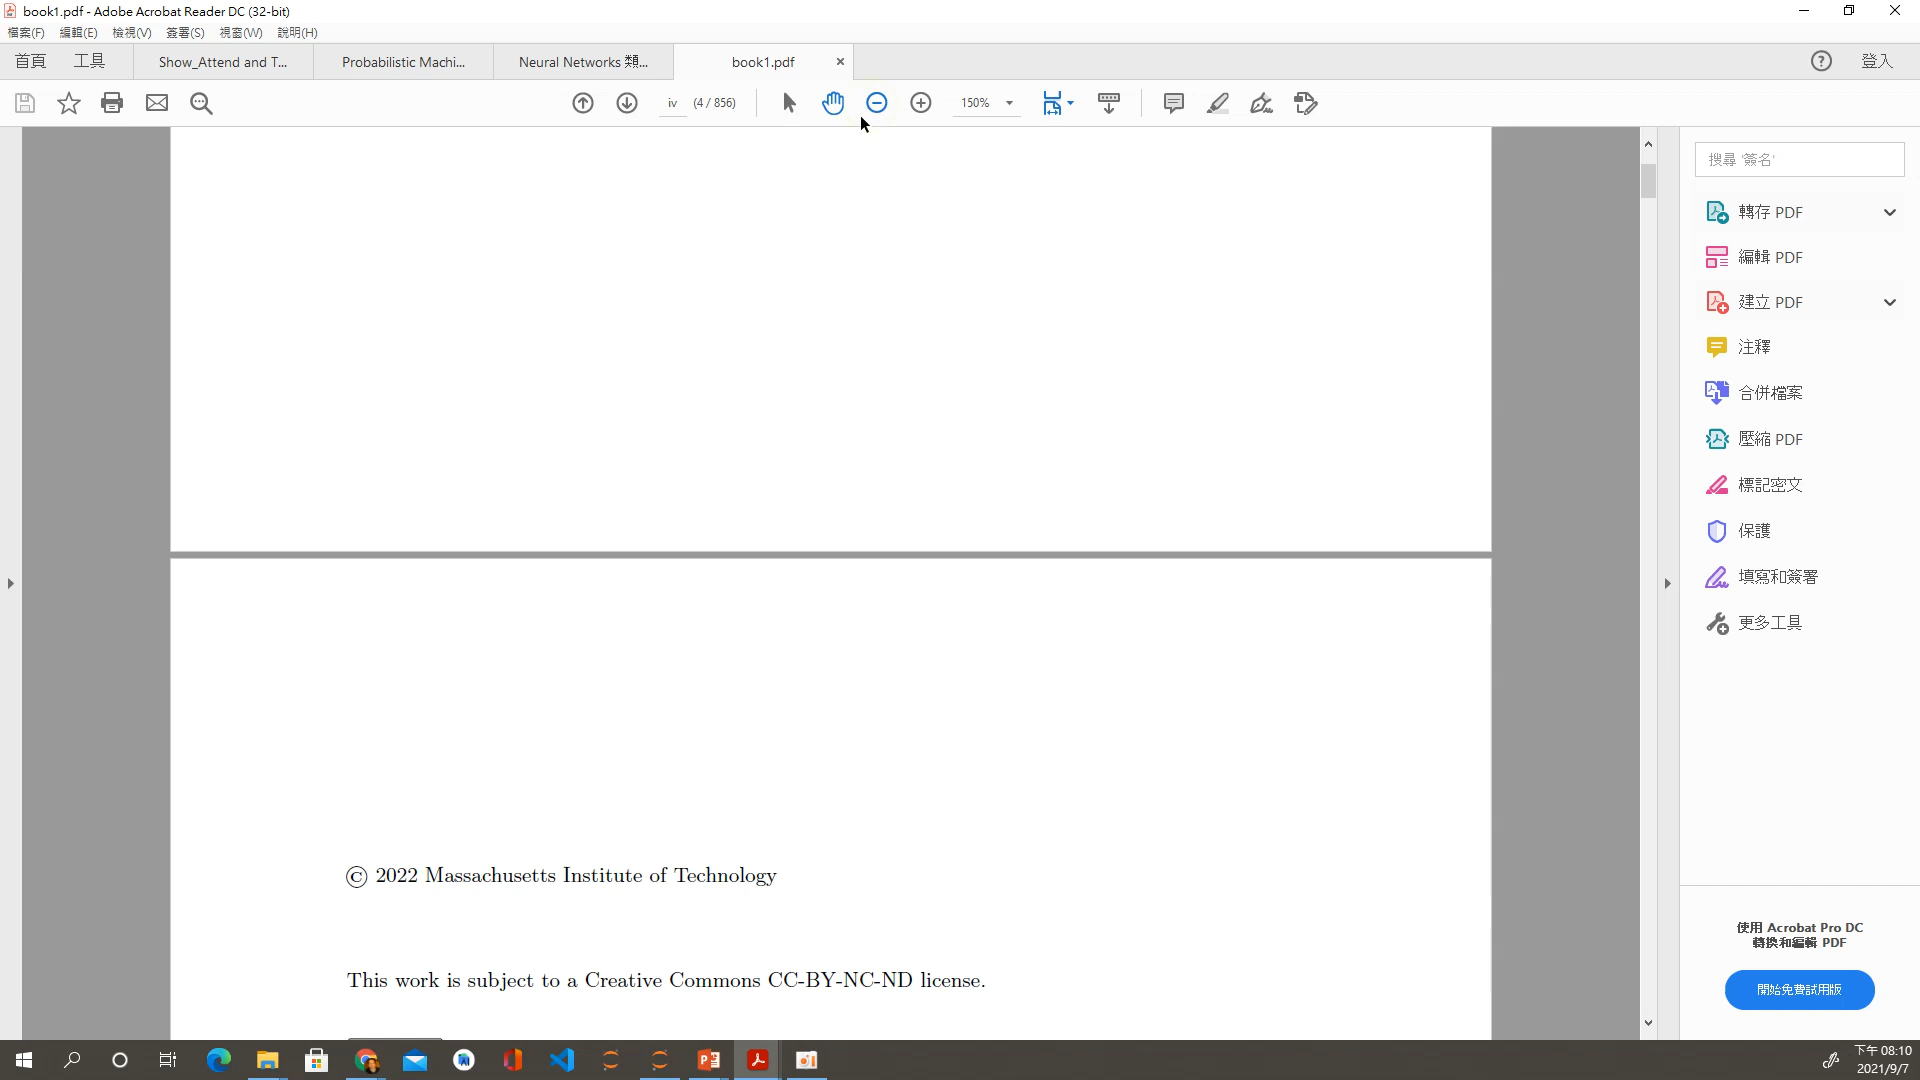 book1.pdf - Adobe Acrobat Reader DC (32-bit)
檔案(F) 編輯(E) 檢視(V) 簽署(S) 視窗(W) 說明(H)
首頁 工具 Show_Attend and T... Probabilistic Machi... Neural Networks 類... book1.pdf 登入
iv (4 / 856) 150%
搜尋 '簽名'
轉存 PDF
編輯 PDF
建立 PDF
注釋
合併檔案
壓縮 PDF
標記密文
保護
填寫和簽署
更多工具
© 2022 Massachusetts Institute of Technology
This work is subject to a Creative Commons CC-BY-NC-ND license.
使用 Acrobat Pro DC
轉換和編輯 PDF
開始免費試用版
下午 08:10
2021/9/7